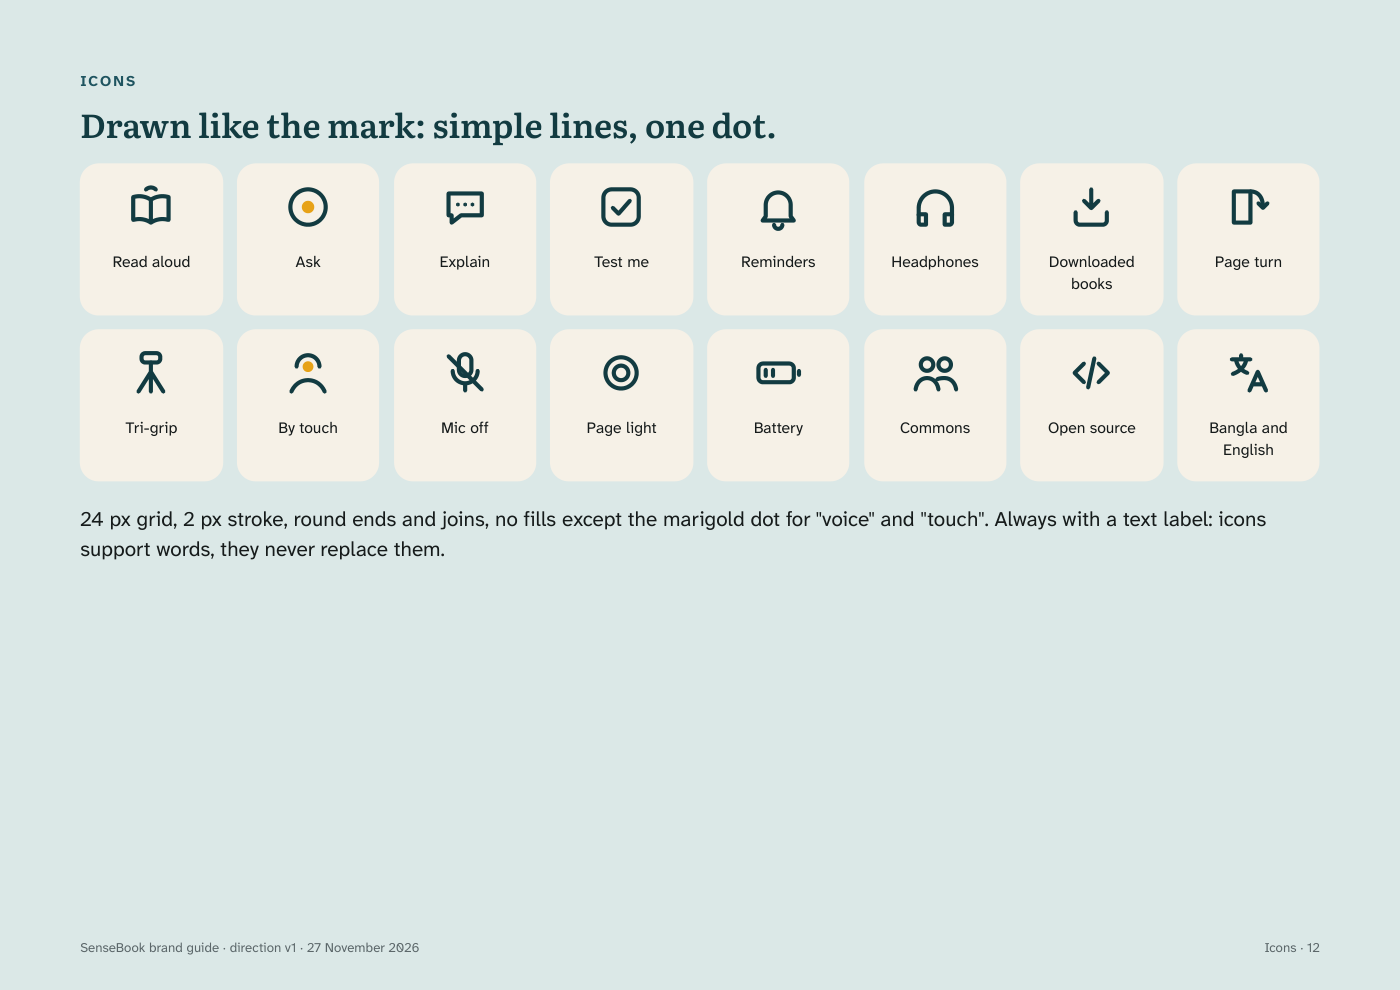 ICONS
Drawn like the mark: simple lines, one dot.
Read aloud
Ask
Explain
Test me
Reminders
Headphones
Downloaded
books
Page turn
Tri-grip
By touch
Mic off
Page light
Battery
Commons
Open source
Bangla and
English
24 px grid, 2 px stroke, round ends and joins, no fills except the marigold dot for "voice" and "touch". Always with a text label: icons
support words, they never replace them.
SenseBook brand guide · direction v1 · 27 November 2026
Icons · 12